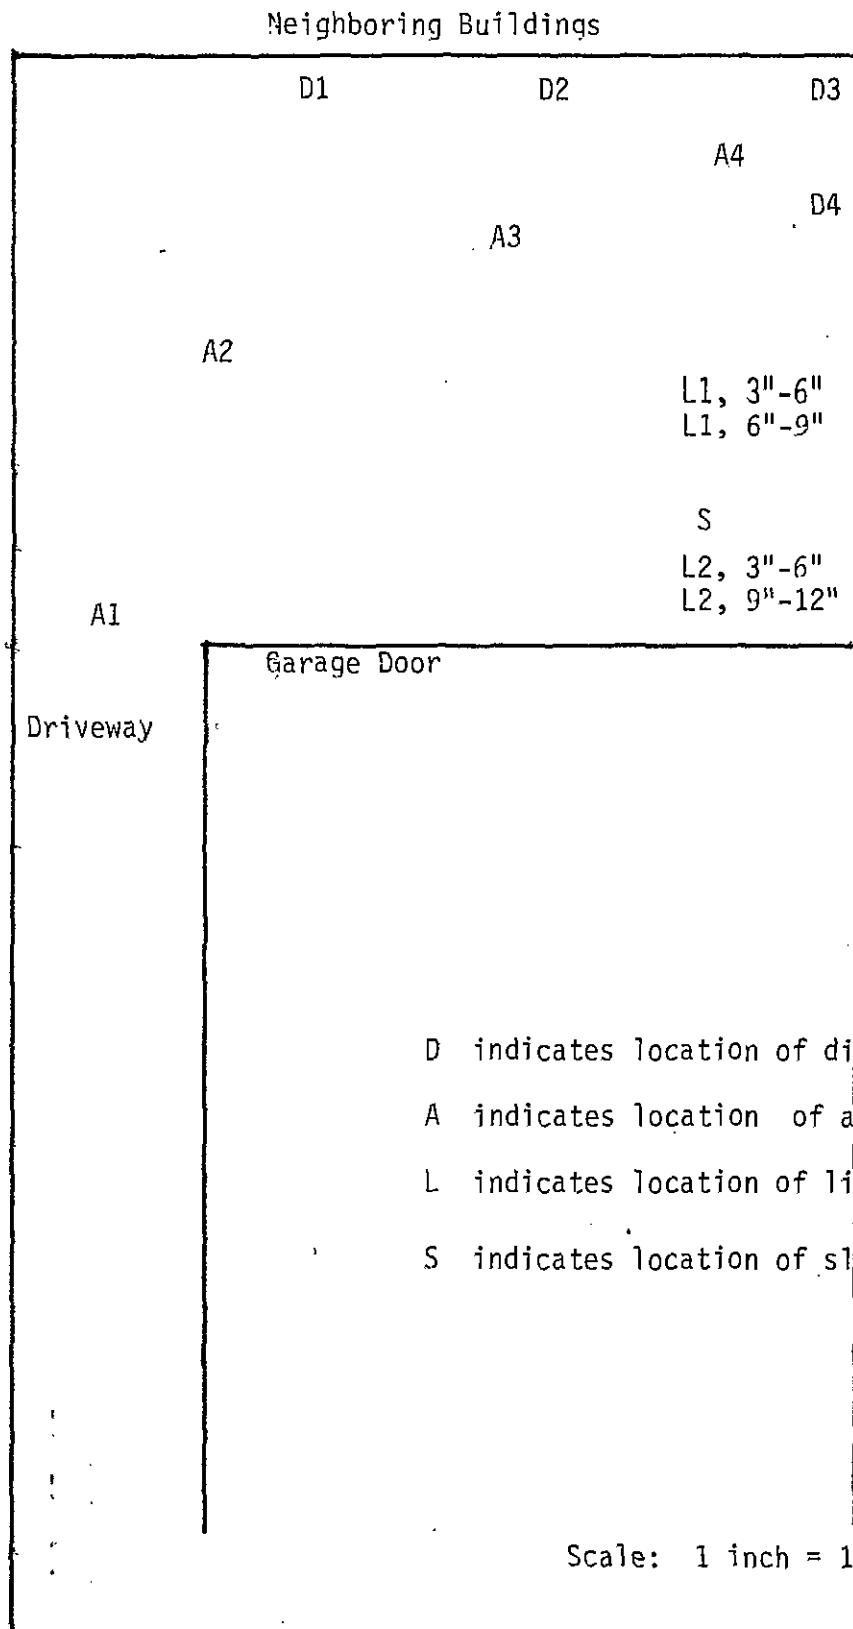 Neighboring Buildings
D1 D2 D3
A4
D4
A3
A2
L1, 3"-6"
L1, 6"-9"
S
L2, 3"-6"
L2, 9"-12"
A1
Garage Door
Driveway
D indicates location of di
A indicates location of a
L indicates location of li
S indicates location of sl
Scale: 1 inch = 1